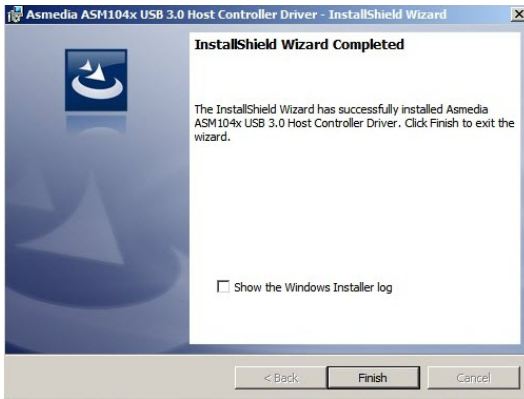 Asmedia ASM104x USB 3.0 Host Controller Driver - InstallShield Wizard
InstallShield Wizard Completed
The InstallShield Wizard has successfully installed Asmedia
ASM104x USB 3.0 Host Controller Driver. Click Finish to exit the
wizard.
Show the Windows Installer log
< Back
Finish
Cancel